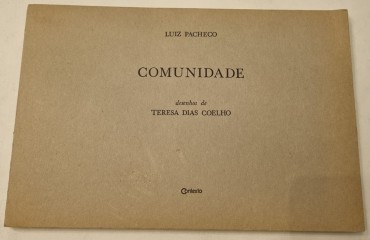 LUIZ PACHECO
COMUNIDADE
desenhos de
TERESA DIAS COELHO
Contexto